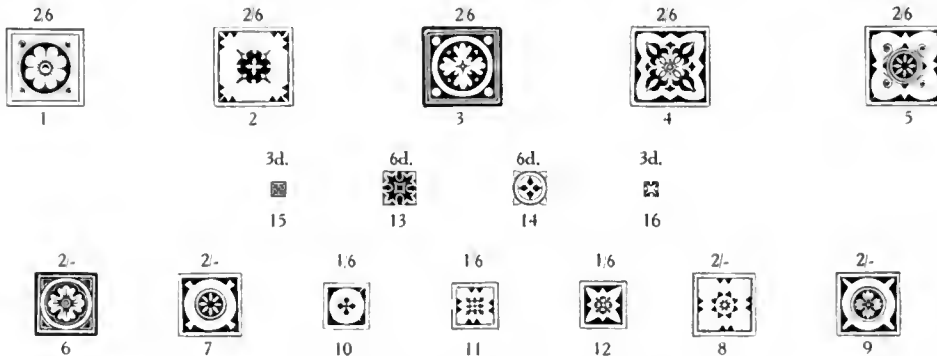 2/6 2/6 2/6 2/6 2/6
1 2 3 4 5
3d. 6d. 6d. 3d.
15 13 14 16
2/- 2/- 1/6 1/6 1/6 2/- 2/-
6 7 10 11 12 8 9